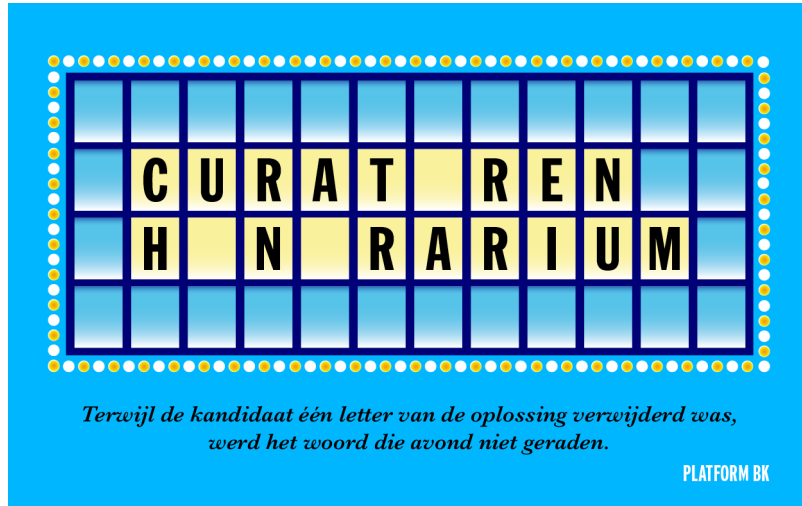 CURAT REN
H N RARIUM
Terwijl de kandidaat één letter van de oplossing verwijderd was,
werd het woord die avond niet geraden.
PLATFORM BK